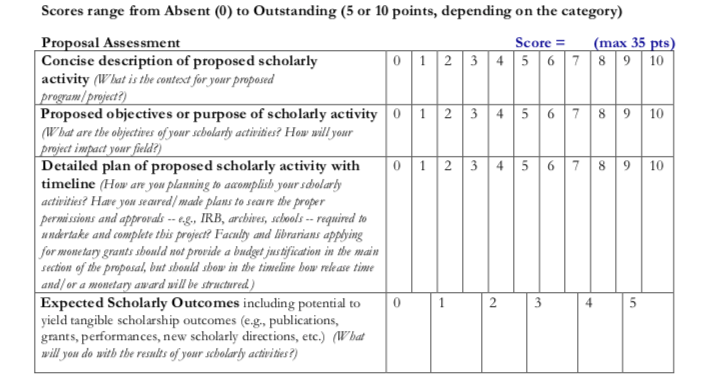 Scores range from Absent (0) to Outstanding (5 or 10 points, depending on the category)
Proposal Assessment Score = (max 35 pts)
Concise description of proposed scholarly 0 1 2 3 4 5 6 7 8 9 10
activity (What is the context for your proposed
program/project?)
Proposed objectives or purpose of scholarly activity 0 1 2 3 4 5 6 7 8 9 10
(What are the objectives of your scholarly activities? How will your
project impact your field?)
Detailed plan of proposed scholarly activity with 0 1 2 3 4 5 6 7 8 9 10
timeline (How are you planning to accomplish your scholarly
activities? Have you secured/made plans to secure the proper
permissions and approvals -- e.g., IRB, archives, schools -- required to
undertake and complete this project? Faculty and librarians applying
for monetary grants should not provide a budget justification in the main
section of the proposal, but should show in the timeline how release time
and/or a monetary award will be structured.)
Expected Scholarly Outcomes including potential to 0 1 2 3 4 5
yield tangible scholarship outcomes (e.g., publications,
grants, performances, new scholarly directions, etc.) (What
will you do with the results of your scholarly activities?)